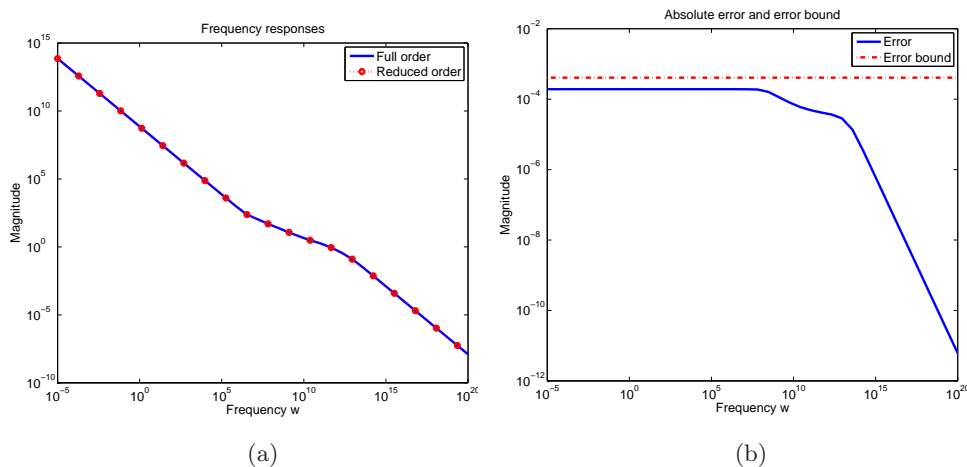 Frequency responses
Full order
Reduced order
10^15
10^10
10^5
10^0
10^-5
10^-10
Magnitude
10^-5 10^0 10^5 10^10 10^15 10^20
Frequency w
(a)
Absolute error and error bound
Error
Error bound
10^-2
10^-4
10^-6
10^-8
10^-10
10^-12
Magnitude
10^-5 10^0 10^5 10^10 10^15 10^20
Frequency w
(b)